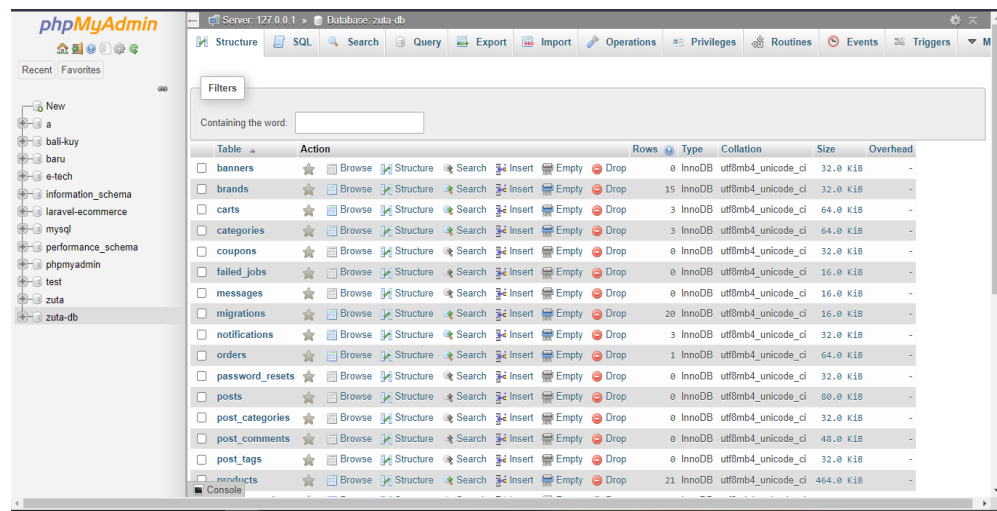 phpMyAdmin
Recent Favorites
New
a
bali-kuy
baru
e-tech
information_schema
laravel-ecommerce
mysql
performance_schema
phpmyadmin
test
zuta
zuta-db
Server: 127.0.0.1 » Database: zuta-db
Structure SQL Search Query Export Import Operations Privileges Routines Events Triggers M
Filters
Containing the word:
Table Action Rows Type Collation Size Overhead
banners Browse Structure Search Insert Empty Drop 0 InnoDB utf8mb4_unicode_ci 32.0 KiB -
brands Browse Structure Search Insert Empty Drop 15 InnoDB utf8mb4_unicode_ci 32.0 KiB -
carts Browse Structure Search Insert Empty Drop 3 InnoDB utf8mb4_unicode_ci 64.0 KiB -
categories Browse Structure Search Insert Empty Drop 3 InnoDB utf8mb4_unicode_ci 64.0 KiB -
coupons Browse Structure Search Insert Empty Drop 0 InnoDB utf8mb4_unicode_ci 32.0 KiB -
failed_jobs Browse Structure Search Insert Empty Drop 0 InnoDB utf8mb4_unicode_ci 16.0 KiB -
messages Browse Structure Search Insert Empty Drop 0 InnoDB utf8mb4_unicode_ci 16.0 KiB -
migrations Browse Structure Search Insert Empty Drop 20 InnoDB utf8mb4_unicode_ci 16.0 KiB -
notifications Browse Structure Search Insert Empty Drop 3 InnoDB utf8mb4_unicode_ci 32.0 KiB -
orders Browse Structure Search Insert Empty Drop 1 InnoDB utf8mb4_unicode_ci 64.0 KiB -
password_resets Browse Structure Search Insert Empty Drop 0 InnoDB utf8mb4_unicode_ci 32.0 KiB -
posts Browse Structure Search Insert Empty Drop 0 InnoDB utf8mb4_unicode_ci 80.0 KiB -
post_categories Browse Structure Search Insert Empty Drop 0 InnoDB utf8mb4_unicode_ci 32.0 KiB -
post_comments Browse Structure Search Insert Empty Drop 0 InnoDB utf8mb4_unicode_ci 48.0 KiB -
post_tags Browse Structure Search Insert Empty Drop 0 InnoDB utf8mb4_unicode_ci 32.0 KiB -
products Browse Structure Search Insert Empty Drop 21 InnoDB utf8mb4_unicode_ci 464.0 KiB -
Console